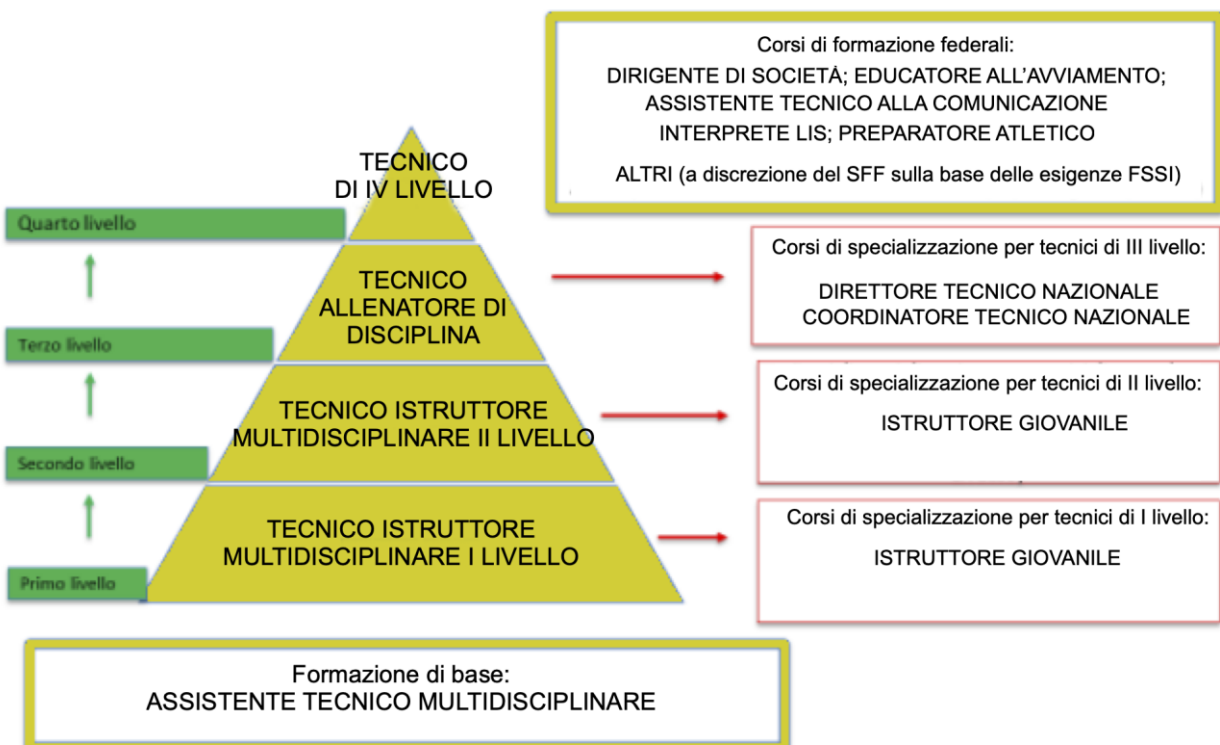 Corsi di formazione federali:
DIRIGENTE DI SOCIETÀ; EDUCATORE ALL'AVVIAMENTO;
ASSISTENTE TECNICO ALLA COMUNICAZIONE
INTERPRETE LIS; PREPARATORE ATLETICO
ALTRI (a discrezione del SFF sulla base delle esigenze FSSI)
TECNICO
DI IV LIVELLO
Quarto livello
TECNICO
ALLENATORE DI
DISCIPLINA
Corsi di specializzazione per tecnici di III livello:
DIRETTORE TECNICO NAZIONALE
COORDINATORE TECNICO NAZIONALE
Terzo livello
TECNICO ISTRUTTORE
MULTIDISCIPLINARE II LIVELLO
Corsi di specializzazione per tecnici di II livello:
ISTRUTTORE GIOVANILE
Secondo livello
TECNICO ISTRUTTORE
MULTIDISCIPLINARE I LIVELLO
Corsi di specializzazione per tecnici di I livello:
ISTRUTTORE GIOVANILE
Primo livello
Formazione di base:
ASSISTENTE TECNICO MULTIDISCIPLINARE